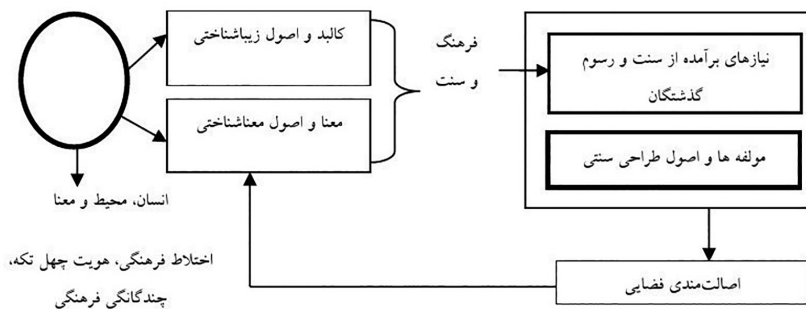 کالبد و اصول زیباشناختی
معنا و اصول معناشناختی
فرهنگ
و سنت
نیازهای برآمده از سنت و رسوم
گذشتگان
مولفه ها و اصول طراحی سنتی
انسان، محیط و معنا
اختلاط فرهنگی، هویت چهل تکه،
چندگانگی فرهنگی
اصالت‌مندی فضایی